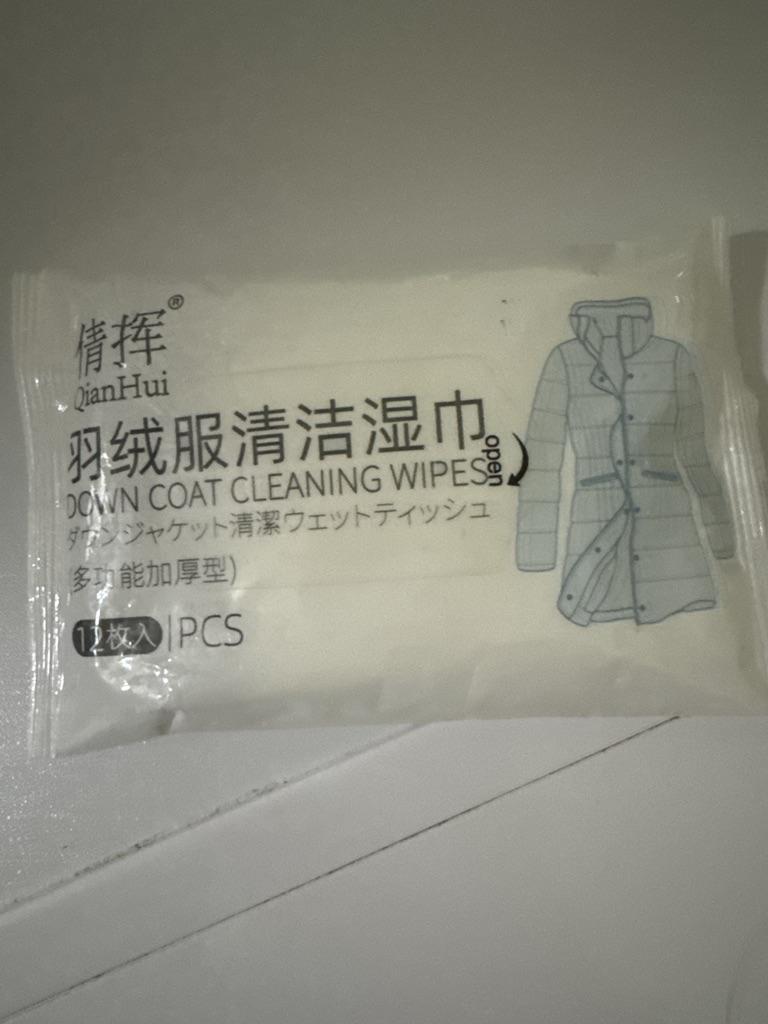 倩挥®
QianHui
羽绒服清洁湿巾
open
DOWN COAT CLEANING WIPES
ダウンジャケット清潔ウェットティッシュ
(多功能加厚型)
12枚入|PCS